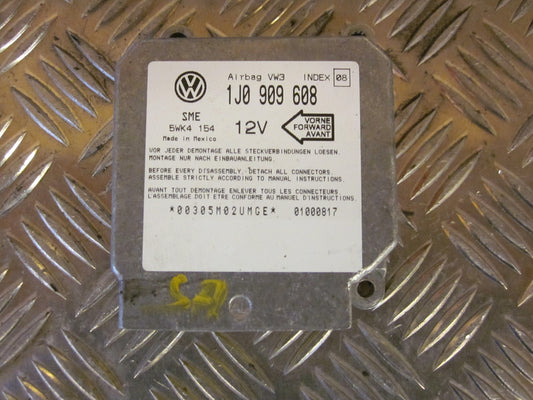 Airbag VW3 INDEX 08
1J0 909 608
SME
5WK4 154
Made in Mexico
12V
VORNE
FORWARD
AVANT
VOR JEDER DEMONTAGE ALLE STECKVERBINDUNGEN LOESEN.
MONTAGE NUR NACH EINBAUANLEITUNG.
BEFORE EVERY DISASSEMBLY, DETACH ALL CONNECTORS.
ASSEMBLE STRICTLY ACCORDING TO MANUAL INSTRUCTIONS.
AVANT TOUT DEMONTAGE ENLEVER TOUS LES CONNECTEURS
L'ASSEMBLAGE DOIT ETRE CONFORME AU MANUEL D'INSTRUCTIONS.
*00305M02UMGE* 01000817